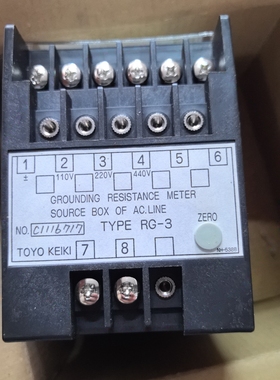 1 2 3 4 5 6
± 110V 220V 440V
GROUNDING RESISTANCE METER
SOURCE BOX OF AC.LINE
NO. C1116717 TYPE RG-3 ZERO
TOYO KEIKI 7 8